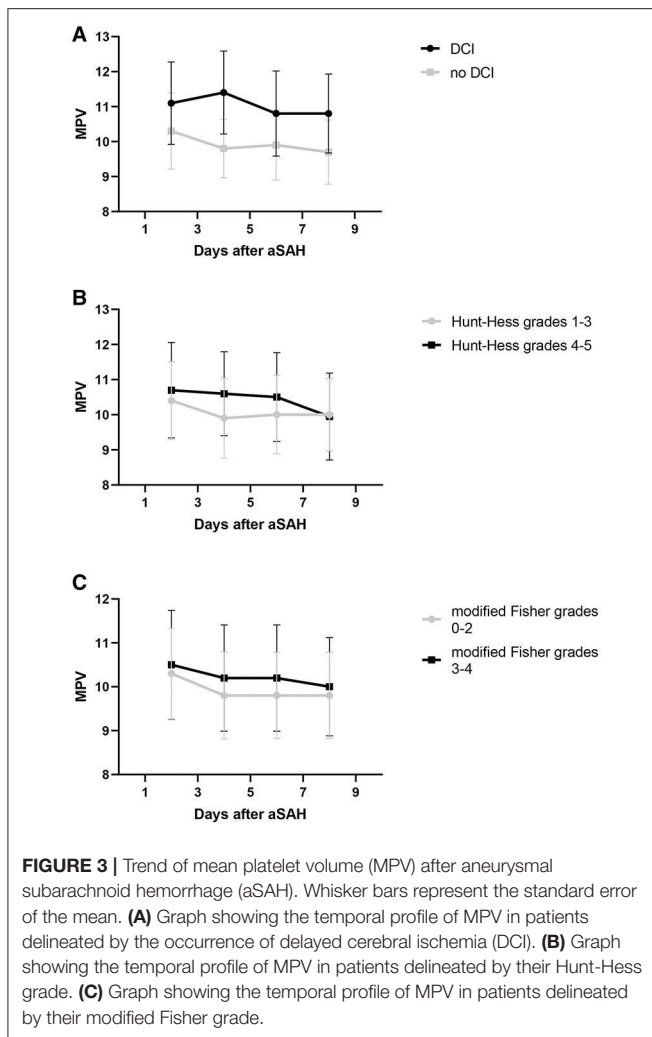 A
13
12
11
10
9
8
MPV
1 3 5 7 9
Days after aSAH
DCI
no DCI
B
13
12
11
10
9
8
MPV
1 3 5 7 9
Days after aSAH
Hunt-Hess grades 1-3
Hunt-Hess grades 4-5
C
12
11
10
9
8
MPV
1 3 5 7 9
Days after aSAH
modified Fisher grades
0-2
modified Fisher grades
3-4
FIGURE 3 | Trend of mean platelet volume (MPV) after aneurysmal
subarachnoid hemorrhage (aSAH). Whisker bars represent the standard error
of the mean. (A) Graph showing the temporal profile of MPV in patients
delineated by the occurrence of delayed cerebral ischemia (DCI). (B) Graph
showing the temporal profile of MPV in patients delineated by their Hunt-Hess
grade. (C) Graph showing the temporal profile of MPV in patients delineated
by their modified Fisher grade.